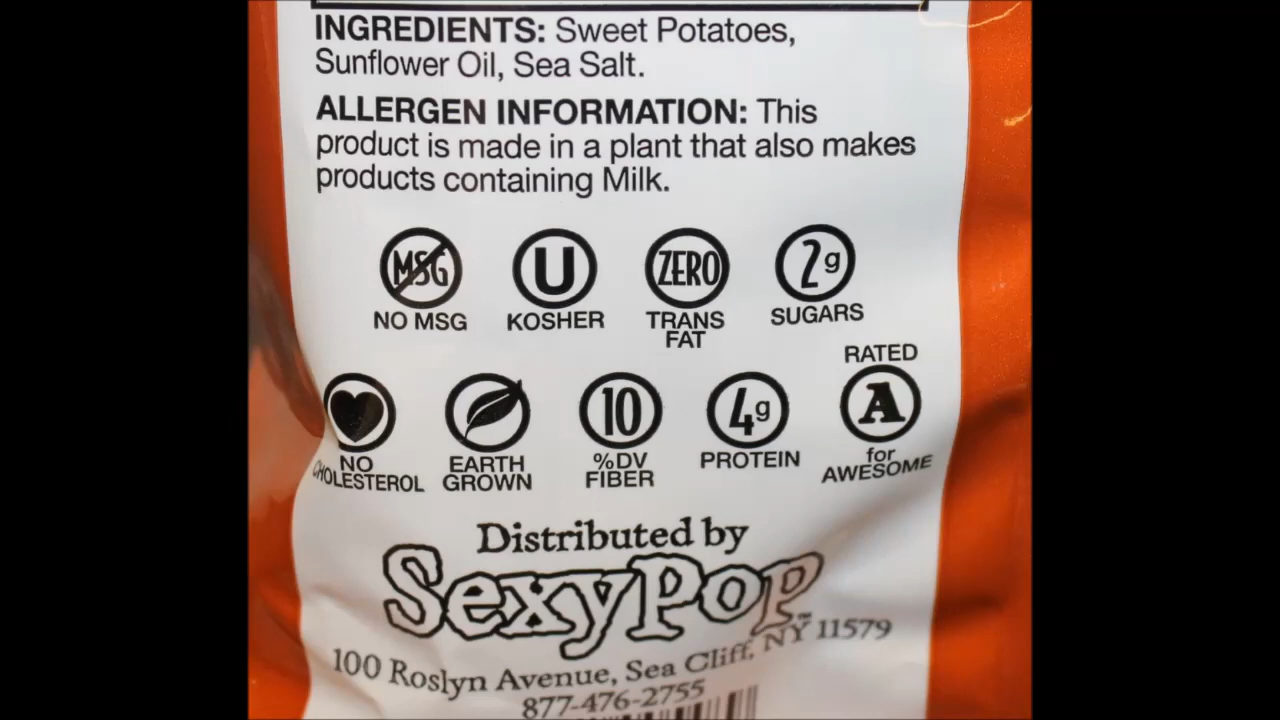 INGREDIENTS: Sweet Potatoes,
Sunflower Oil, Sea Salt.
ALLERGEN INFORMATION: This
product is made in a plant that also makes
products containing Milk.
MSG U ZERO 2g
NO MSG KOSHER TRANS FAT SUGARS
RATED
10 4g A
NO CHOLESTEROL EARTH GROWN %DV FIBER PROTEIN for AWESOME
Distributed by
SexyPop™
100 Roslyn Avenue, Sea Cliff, NY 11579
877-476-2755